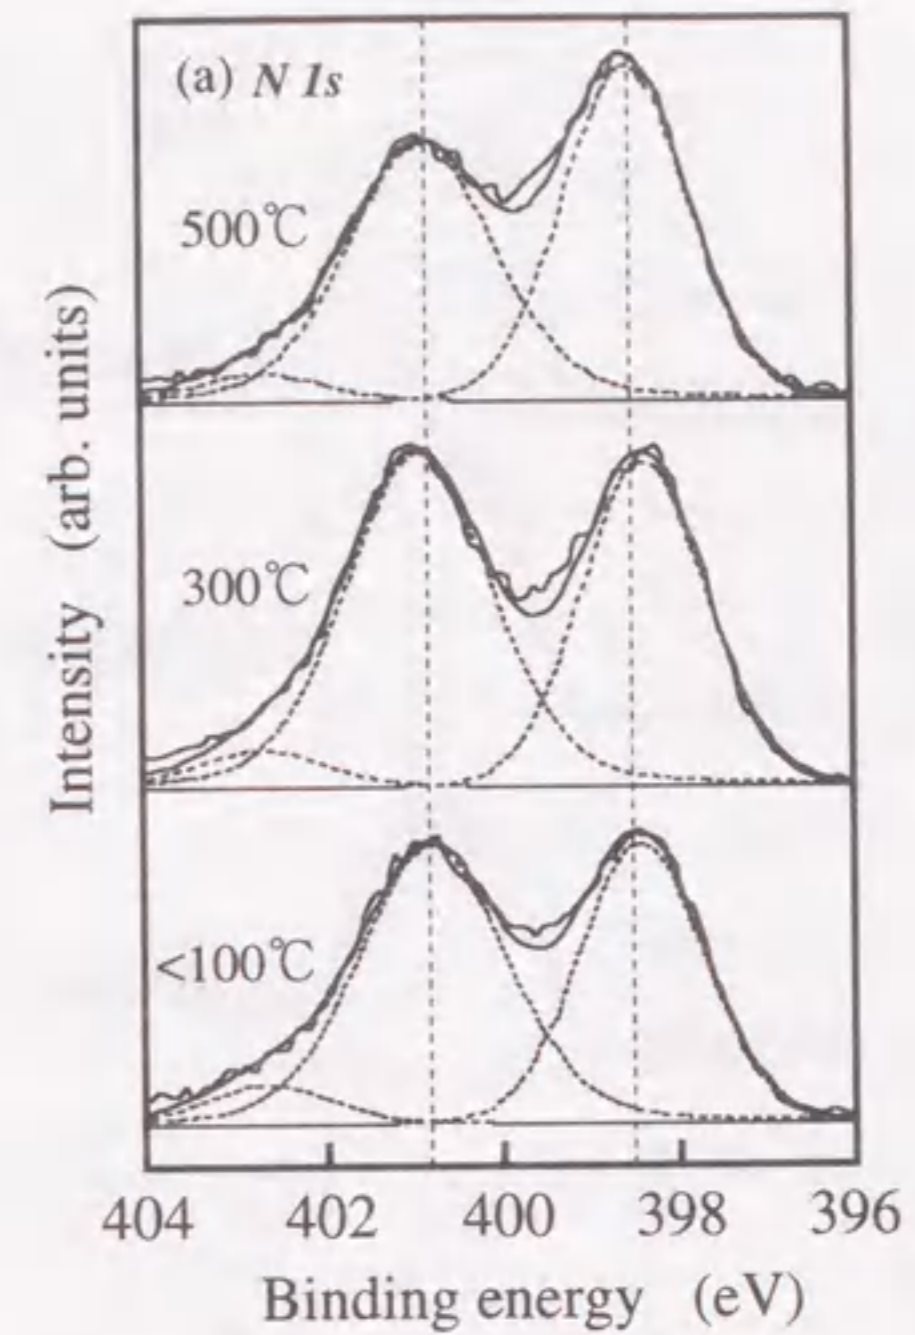 (a) N 1s
500℃
300℃
<100℃
Intensity (arb. units)
404 402 400 398 396
Binding energy (eV)